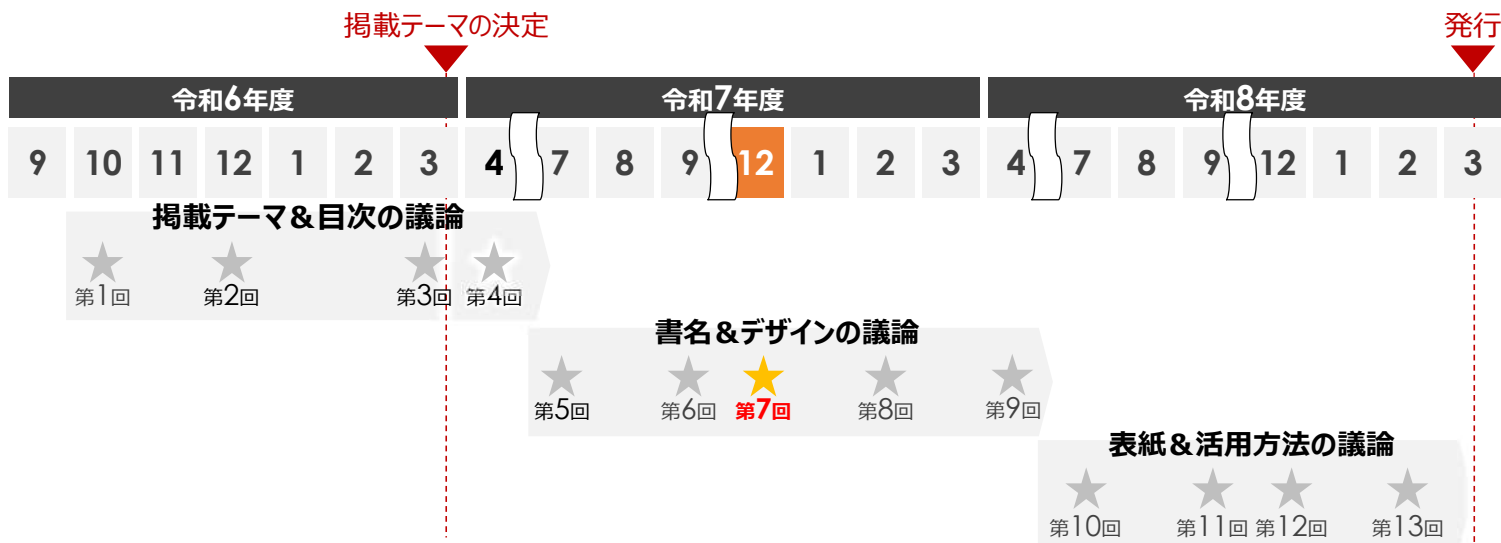 掲載テーマの決定
発行
令和6年度
令和7年度
令和8年度
9 10 11 12 1 2 3 4 7 8 9 12 1 2 3 4 7 8 9 12 1 2 3
掲載テーマ&目次の議論
第1回 第2回 第3回 第4回
書名&デザインの議論
第5回 第6回 第7回 第8回 第9回
表紙&活用方法の議論
第10回 第11回 第12回 第13回